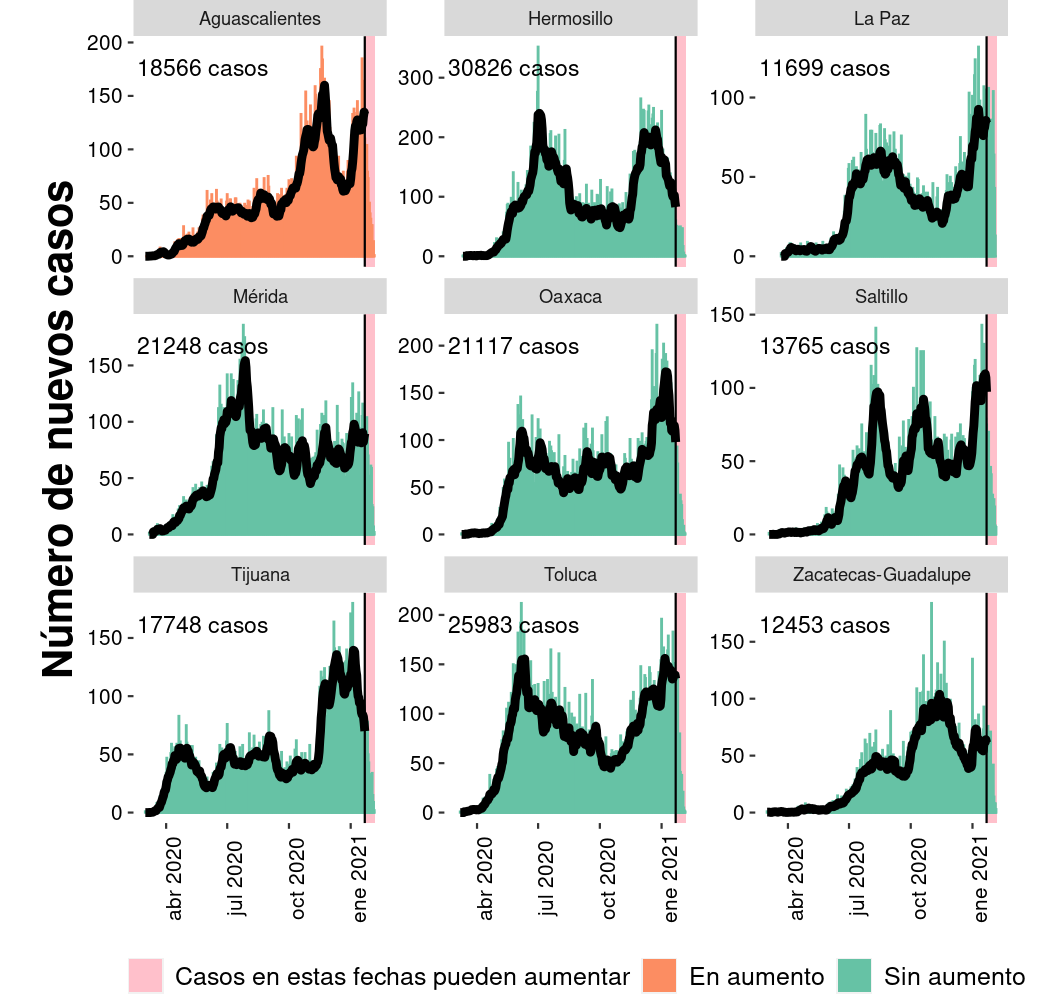 Número de nuevos casos
Aguascalientes
Hermosillo
La Paz
200
150
100
50
0
18566 casos
300
200
100
0
30826 casos
100
50
0
11699 casos
Mérida
Oaxaca
Saltillo
150
100
50
0
21248 casos
200
150
100
50
0
21117 casos
150
100
50
0
13765 casos
Tijuana
Toluca
Zacatecas-Guadalupe
150
100
50
0
17748 casos
200
150
100
50
0
25983 casos
150
100
50
0
12453 casos
abr 2020
jul 2020
oct 2020
ene 2021
abr 2020
jul 2020
oct 2020
ene 2021
abr 2020
jul 2020
oct 2020
ene 2021
Casos en estas fechas pueden aumentar
En aumento
Sin aumento